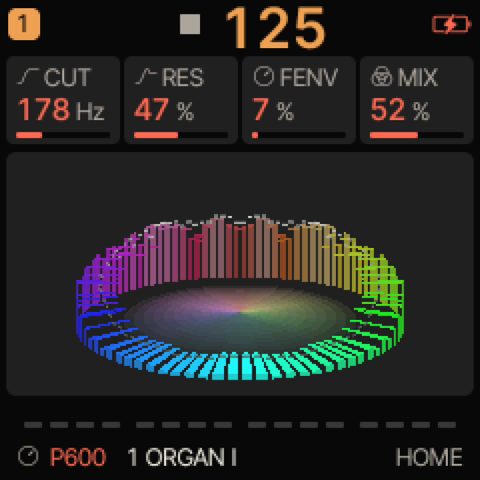 1 125
CUT RES FENV MIX
178 Hz 47 % 7 % 52 %
P600 1 ORGAN I HOME